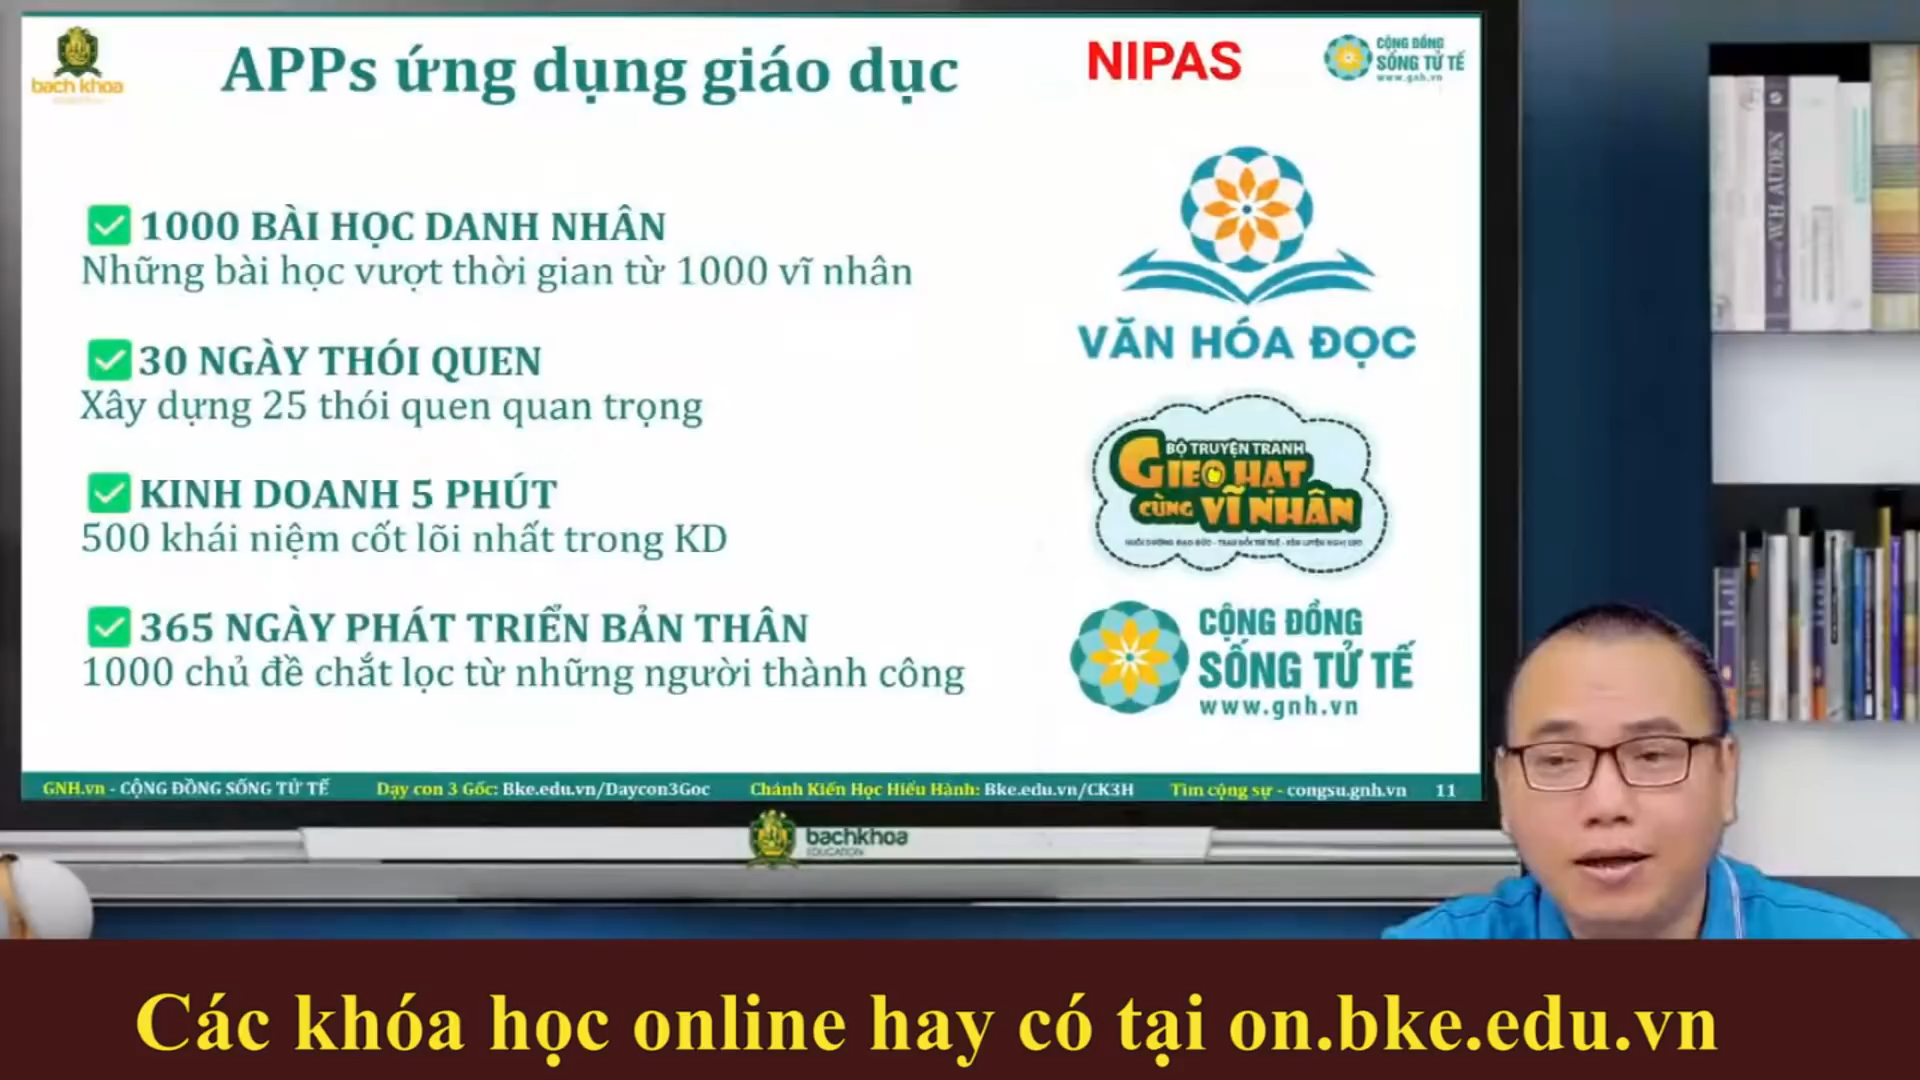 bach khoa
APPs ứng dụng giáo dục
NIPAS
CỘNG ĐỒNG
SỐNG TỬ TẾ
www.gnh.vn
1000 BÀI HỌC DANH NHÂN
Những bài học vượt thời gian từ 1000 vĩ nhân
30 NGÀY THÓI QUEN
Xây dựng 25 thói quen quan trọng
KINH DOANH 5 PHÚT
500 khái niệm cốt lõi nhất trong KD
365 NGÀY PHÁT TRIỂN BẢN THÂN
1000 chủ đề chắt lọc từ những người thành công
VĂN HÓA ĐỌC
BỘ TRUYỆN TRANH
GIEO HẠT
CÙNG VĨ NHÂN
CỘNG ĐỒNG
SỐNG TỬ TẾ
www.gnh.vn
GNH.vn - CỘNG ĐỒNG SỐNG TỬ TẾ Dạy con 3 Gốc: Bke.edu.vn/Daycon3Goc Chánh Kiến Học Hiểu Hành: Bke.edu.vn/CK3H Tìm cộng sự - congsu.gnh.vn 11
bachkhoa
EDUCATION
W.H. AUDEN
Các khóa học online hay có tại on.bke.edu.vn